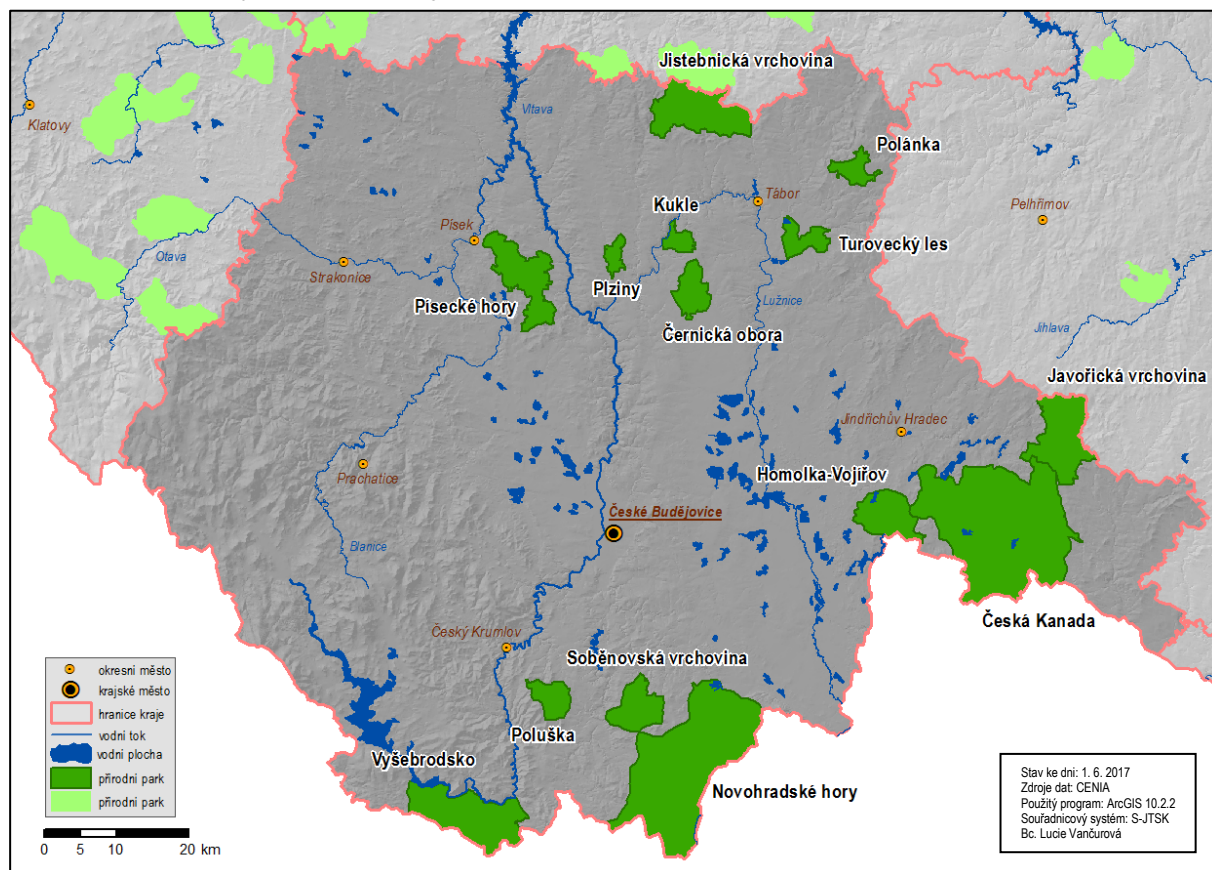 Jistebnická vrchovina
Vltava
Klatovy
Polánka
Tábor
Kukle
Pelhřimov
Písek
Turovecký les
Otava
Strakonice
Plziny
Písecké hory
Lužnice
Černická obora
Jihlava
Javořická vrchovina
Jindřichův Hradec
Prachatice
Homolka-Vojířov
České Budějovice
Blanice
Česká Kanada
Český Krumlov
Soběnovská vrchovina
Poluška
Vyšebrodsko
Novohradské hory
okresní město
krajské město
hranice kraje
vodní tok
vodní plocha
přírodní park
přírodní park
0 5 10 20 km
Stav ke dni: 1. 6. 2017
Zdroje dat: CENIA
Použitý program: ArcGIS 10.2.2
Souřadnicový systém: S-JTSK
Bc. Lucie Vančurová